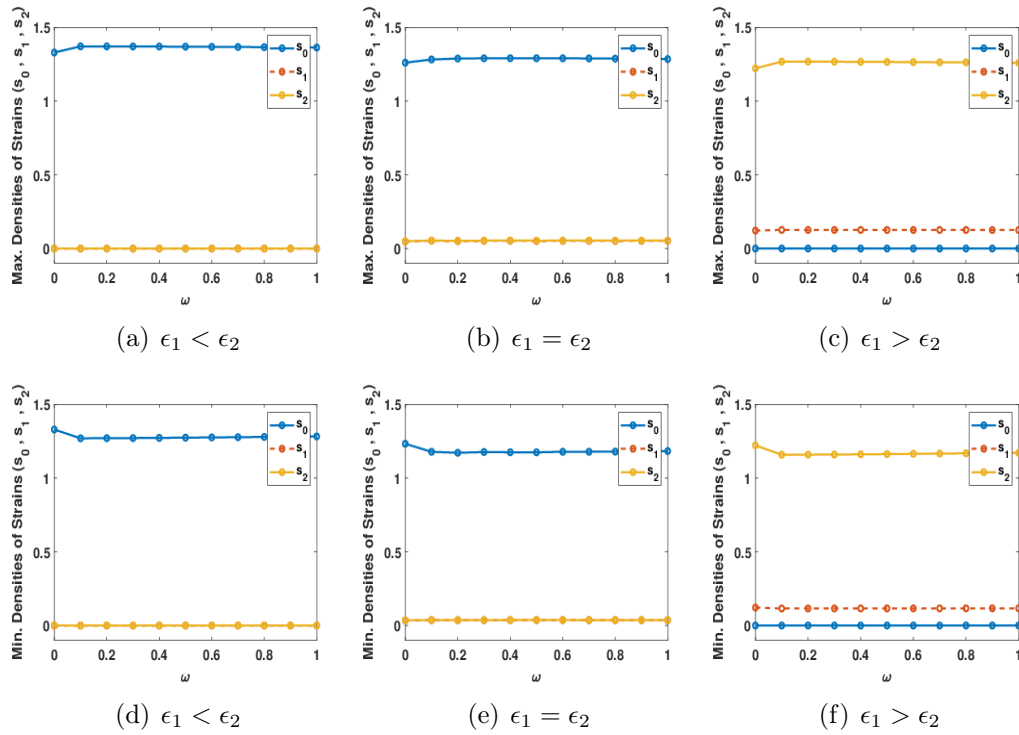 Max. Densities of Strains (s0 , s1 , s2)
1.5
1
0.5
0
0 0.2 0.4 0.6 0.8 1
ω
s0
s1
s2
(a) ϵ1 < ϵ2
Max. Densities of Strains (s0 , s1 , s2)
1.5
1
0.5
0
0 0.2 0.4 0.6 0.8 1
ω
s0
s1
s2
(b) ϵ1 = ϵ2
Max. Densities of Strains (s0 , s1 , s2)
1.5
1
0.5
0
0 0.2 0.4 0.6 0.8 1
ω
s0
s1
s2
(c) ϵ1 > ϵ2
Min. Densities of Strains (s0 , s1 , s2)
1.5
1
0.5
0
0 0.2 0.4 0.6 0.8 1
ω
s0
s1
s2
(d) ϵ1 < ϵ2
Min. Densities of Strains (s0 , s1 , s2)
1.5
1
0.5
0
0 0.2 0.4 0.6 0.8 1
ω
s0
s1
s2
(e) ϵ1 = ϵ2
Min. Densities of Strains (s0 , s1 , s2)
1.5
1
0.5
0
0 0.2 0.4 0.6 0.8 1
ω
s0
s1
s2
(f) ϵ1 > ϵ2